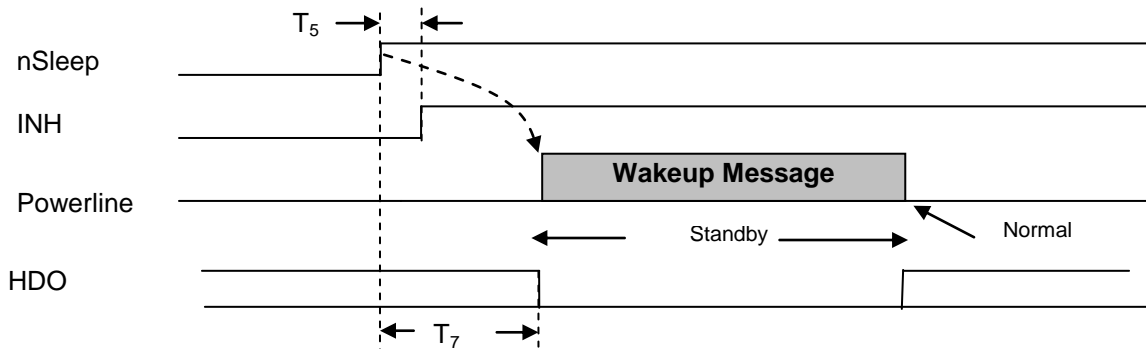 T5
nSleep
INH
Wakeup Message
Powerline
Standby
Normal
HDO
T7